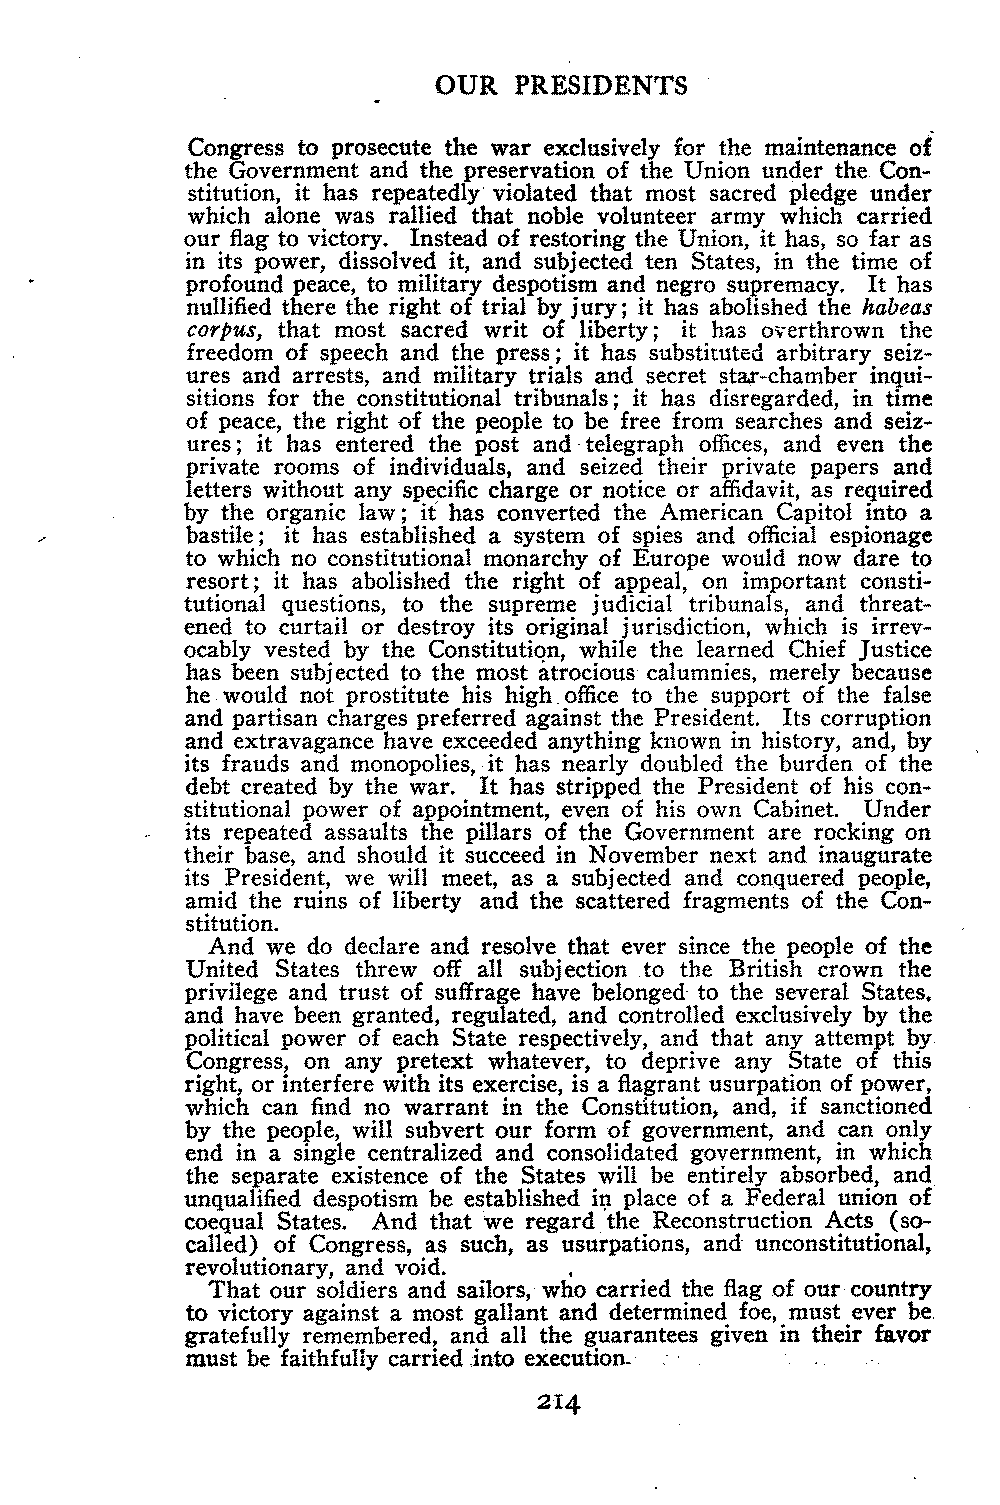 OUR PRESIDENTS
Congress to prosecute the war exclusively for the maintenance of
the Government and the preservation of the Union under the Con-
stitution, it has repeatedly violated that most sacred pledge under
which alone was rallied that noble volunteer army which carried
our flag to victory. Instead of restoring the Union, it has, so far as
in its power, dissolved it, and subjected ten States, in the time of
profound peace, to military despotism and negro supremacy. It has
nullified there the right of trial by jury; it has abolished the habeas
corpus, that most sacred writ of liberty; it has overthrown the
freedom of speech and the press; it has substituted arbitrary seiz-
ures and arrests, and military trials and secret star-chamber inqui-
sitions for the constitutional tribunals; it has disregarded, in time
of peace, the right of the people to be free from searches and seiz-
ures; it has entered the post and telegraph offices, and even the
private rooms of individuals, and seized their private papers and
letters without any specific charge or notice or affidavit, as required
by the organic law; it has converted the American Capitol into a
bastile; it has established a system of spies and official espionage
to which no constitutional monarchy of Europe would now dare to
resort; it has abolished the right of appeal, on important consti-
tutional questions, to the supreme judicial tribunals, and threat-
ened to curtail or destroy its original jurisdiction, which is irrev-
ocably vested by the Constitution, while the learned Chief Justice
has been subjected to the most atrocious calumnies, merely because
he would not prostitute his high office to the support of the false
and partisan charges preferred against the President. Its corruption
and extravagance have exceeded anything known in history, and, by
its frauds and monopolies, it has nearly doubled the burden of the
debt created by the war. It has stripped the President of his con-
stitutional power of appointment, even of his own Cabinet. Under
its repeated assaults the pillars of the Government are rocking on
their base, and should it succeed in November next and inaugurate
its President, we will meet, as a subjected and conquered people,
amid the ruins of liberty and the scattered fragments of the Con-
stitution.
And we do declare and resolve that ever since the people of the
United States threw off all subjection to the British crown the
privilege and trust of suffrage have belonged to the several States,
and have been granted, regulated, and controlled exclusively by the
political power of each State respectively, and that any attempt by
Congress, on any pretext whatever, to deprive any State of this
right, or interfere with its exercise, is a flagrant usurpation of power,
which can find no warrant in the Constitution, and, if sanctioned
by the people, will subvert our form of government, and can only
end in a single centralized and consolidated government, in which
the separate existence of the States will be entirely absorbed, and
unqualified despotism be established in place of a Federal union of
coequal States. And that we regard the Reconstruction Acts (so-
called) of Congress, as such, as usurpations, and unconstitutional,
revolutionary, and void.
That our soldiers and sailors, who carried the flag of our country
to victory against a most gallant and determined foe, must ever be
gratefully remembered, and all the guarantees given in their favor
must be faithfully carried into execution.
214